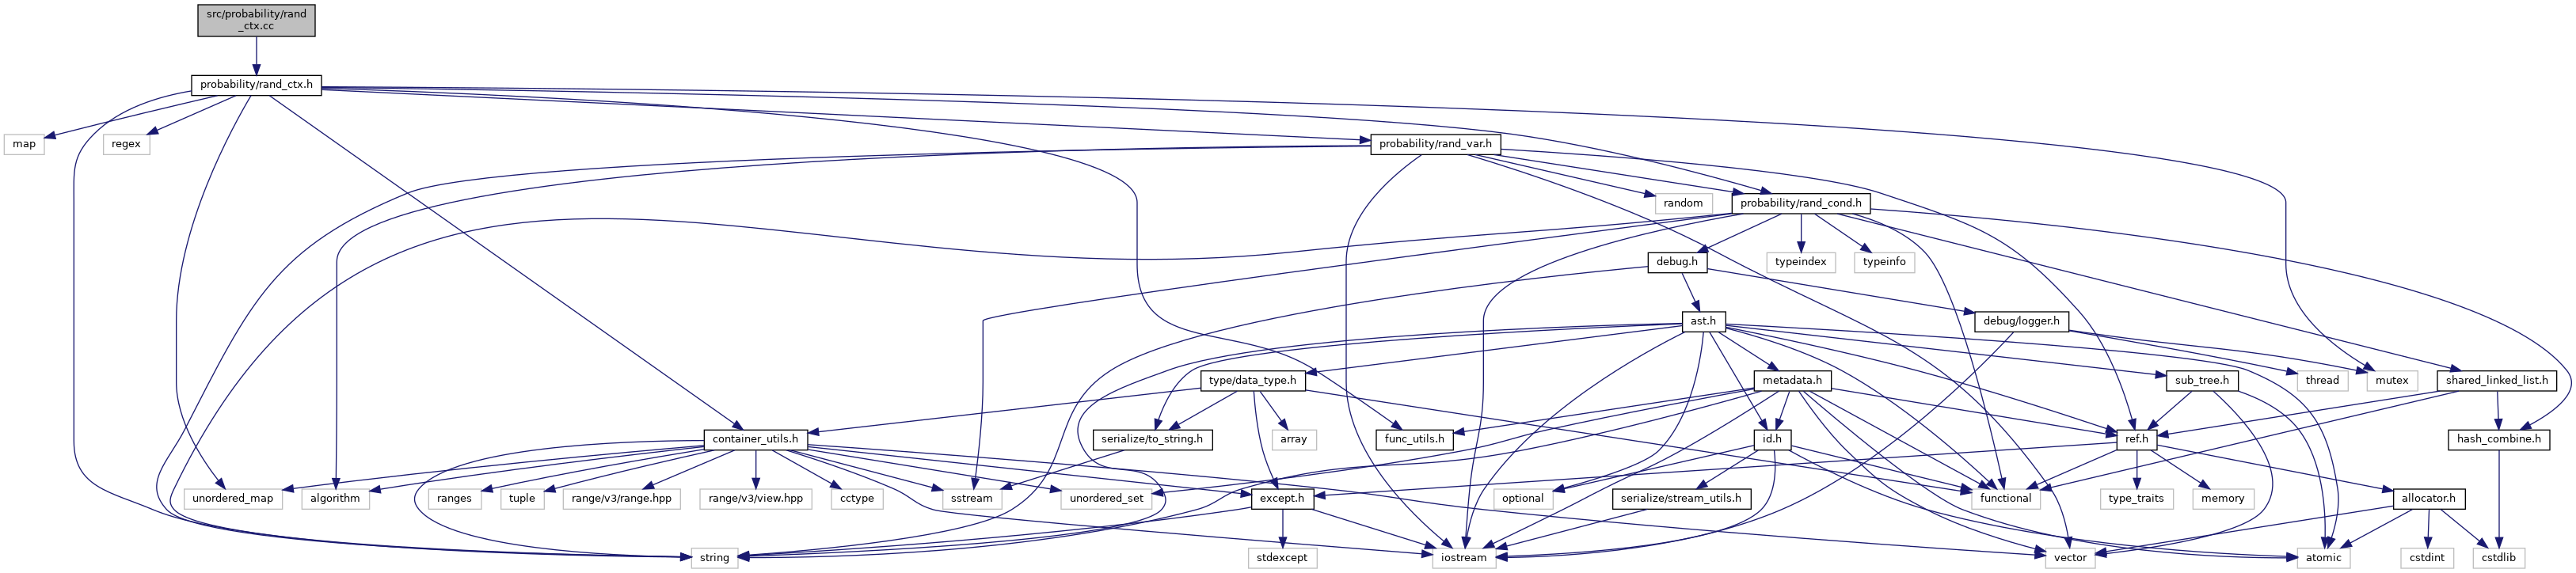 src/probability/rand
_ctx.cc
probability/rand_ctx.h
map
regex
probability/rand_var.h
random
probability/rand_cond.h
debug.h
typeindex
typeinfo
ast.h
debug/logger.h
type/data_type.h
metadata.h
sub_tree.h
thread
mutex
shared_linked_list.h
container_utils.h
serialize/to_string.h
array
func_utils.h
id.h
ref.h
hash_combine.h
unordered_map
algorithm
ranges
tuple
range/v3/range.hpp
range/v3/view.hpp
cctype
sstream
unordered_set
except.h
optional
serialize/stream_utils.h
functional
type_traits
memory
allocator.h
string
stdexcept
iostream
vector
atomic
cstdint
cstdlib